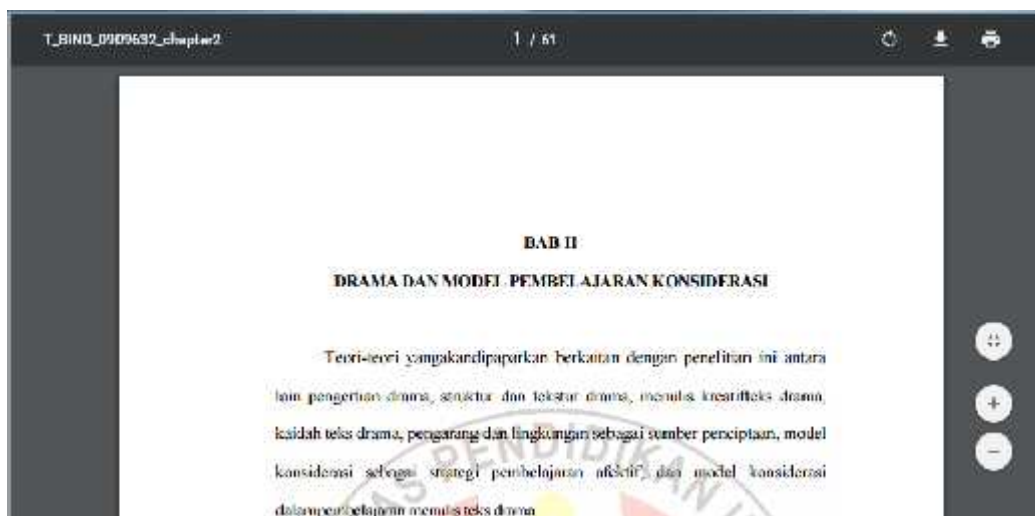 T_BIND_0909632_chapter2
1 / 61
BAB II
DRAMA DAN MODEL PEMBELAJARAN KONSIDERASI
Teori-teori yangakandipaparkan berkaitan dengan penelitian ini antara
lain pengertian drama, struktur dan tekstur drama, menulis kreatifteks drama,
kaidah teks drama, pengarang dan lingkungan sebagai sumber penciptaan, model
konsiderasi sebagai strategi pembelajaran afektif, dan model konsiderasi
dalampembelajaran menulis teks drama
AS PENDIDIKAN